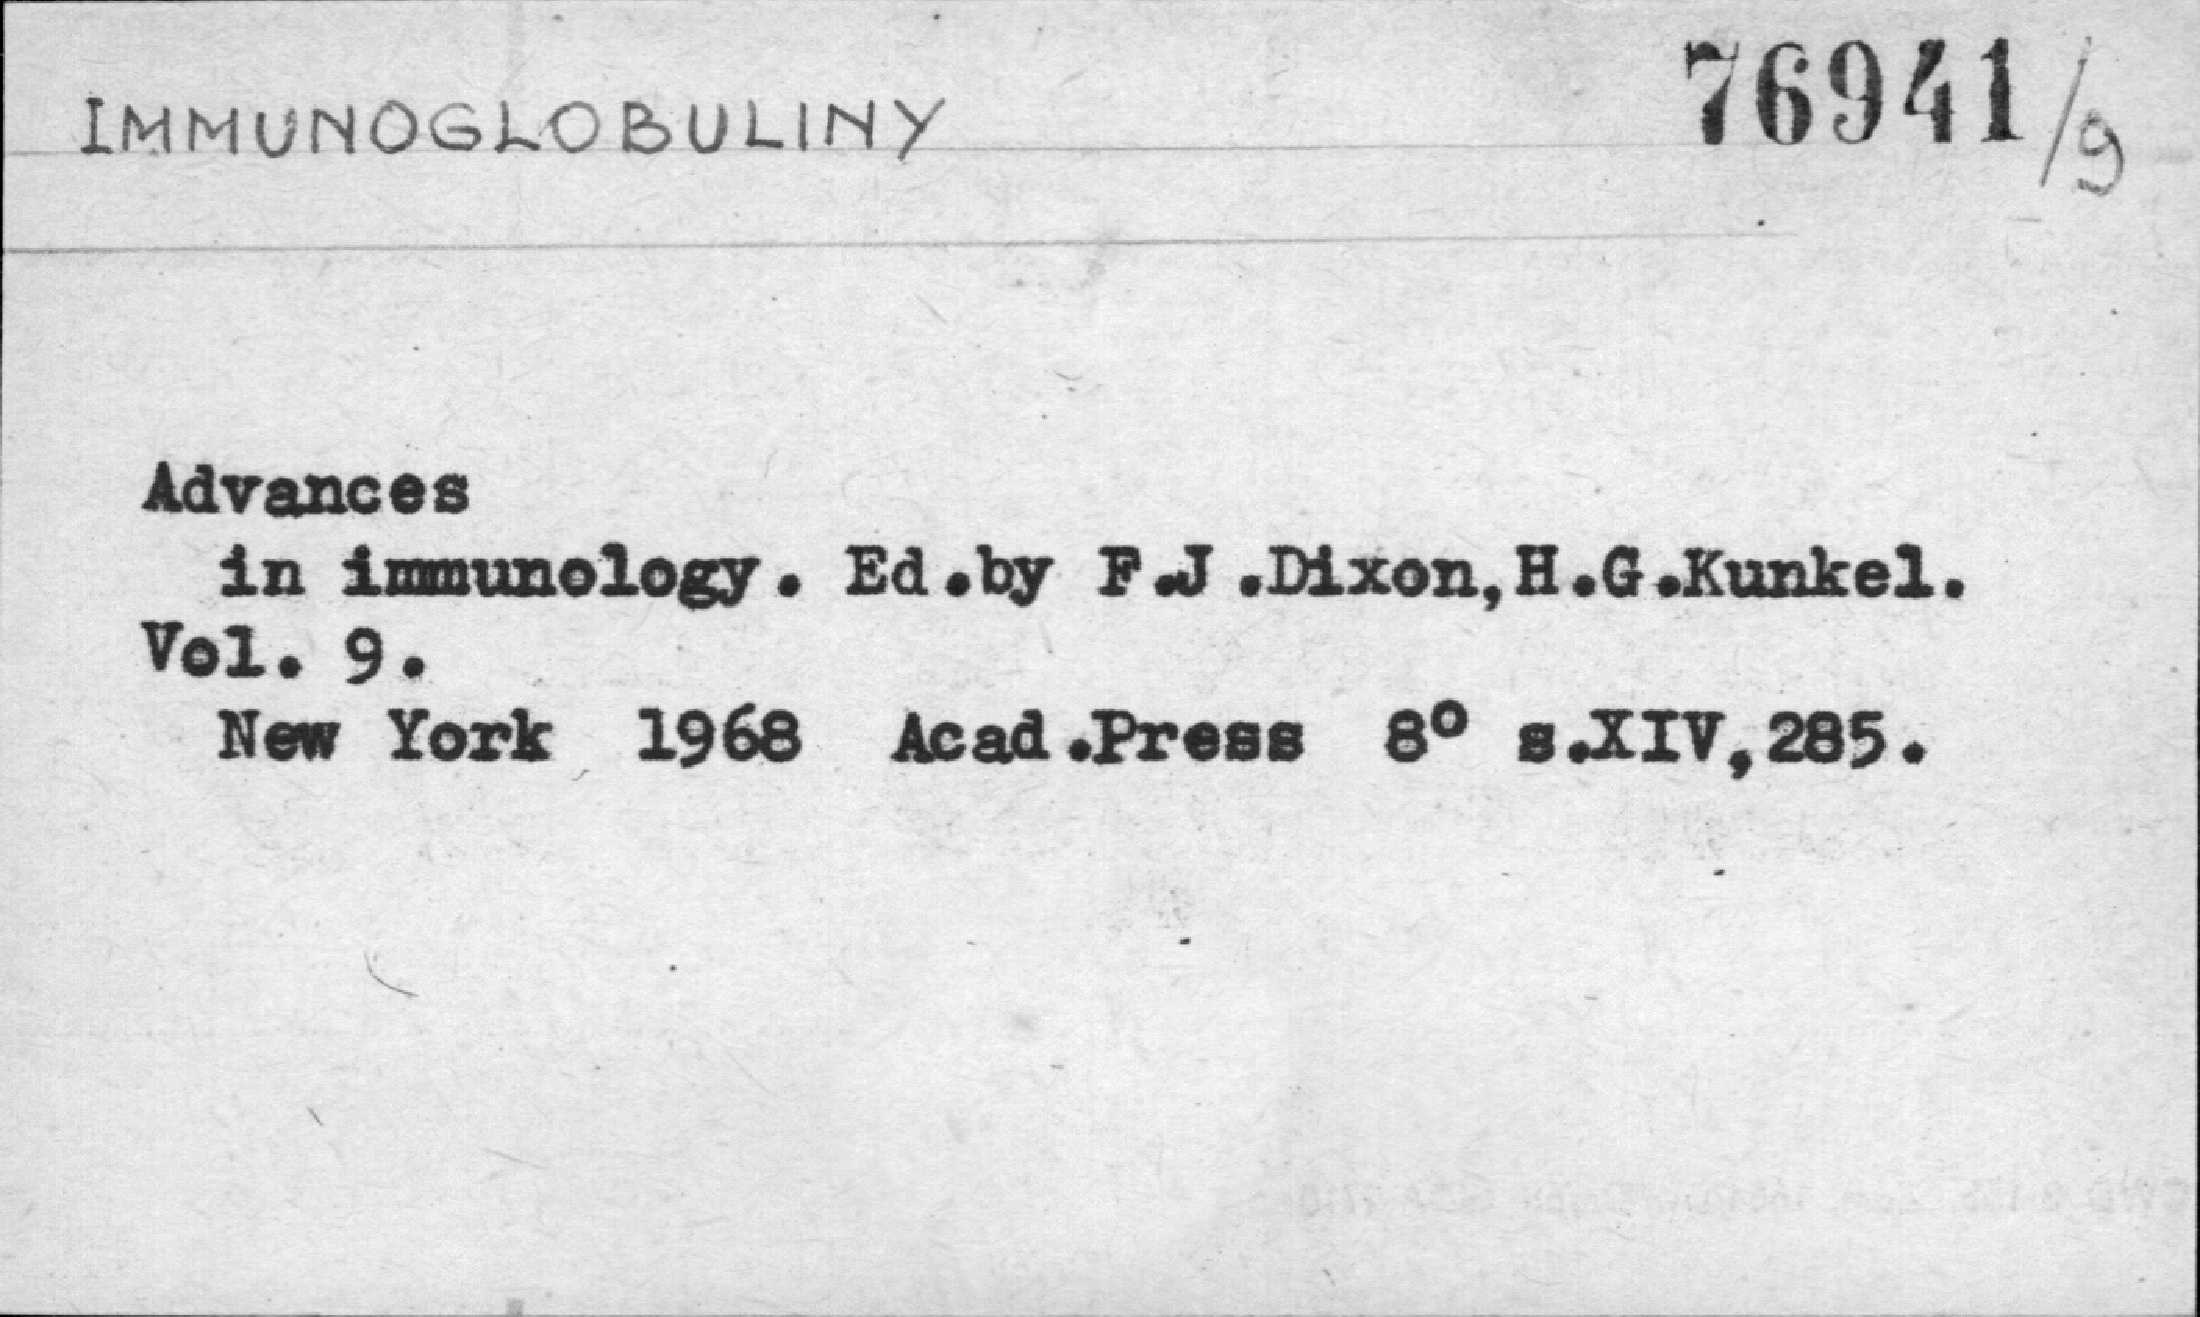 IMMUNOGLOBULINY
76941/9
Advances
in immunology. Ed.by F.J.Dixon,H.G.Kunkel.
Vol. 9.
New York 1968 Acad.Press 8° s.XIV,285.